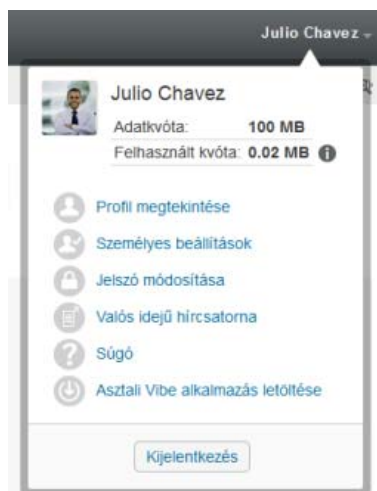 Julio Chavez
Julio Chavez
Adatkvóta: 100 MB
Felhasznált kvóta: 0.02 MB
Profil megtekintése
Személyes beállítások
Jelszó módosítása
Valós idejű hírcsatorna
Súgó
Asztali Vibe alkalmazás letöltése
Kijelentkezés